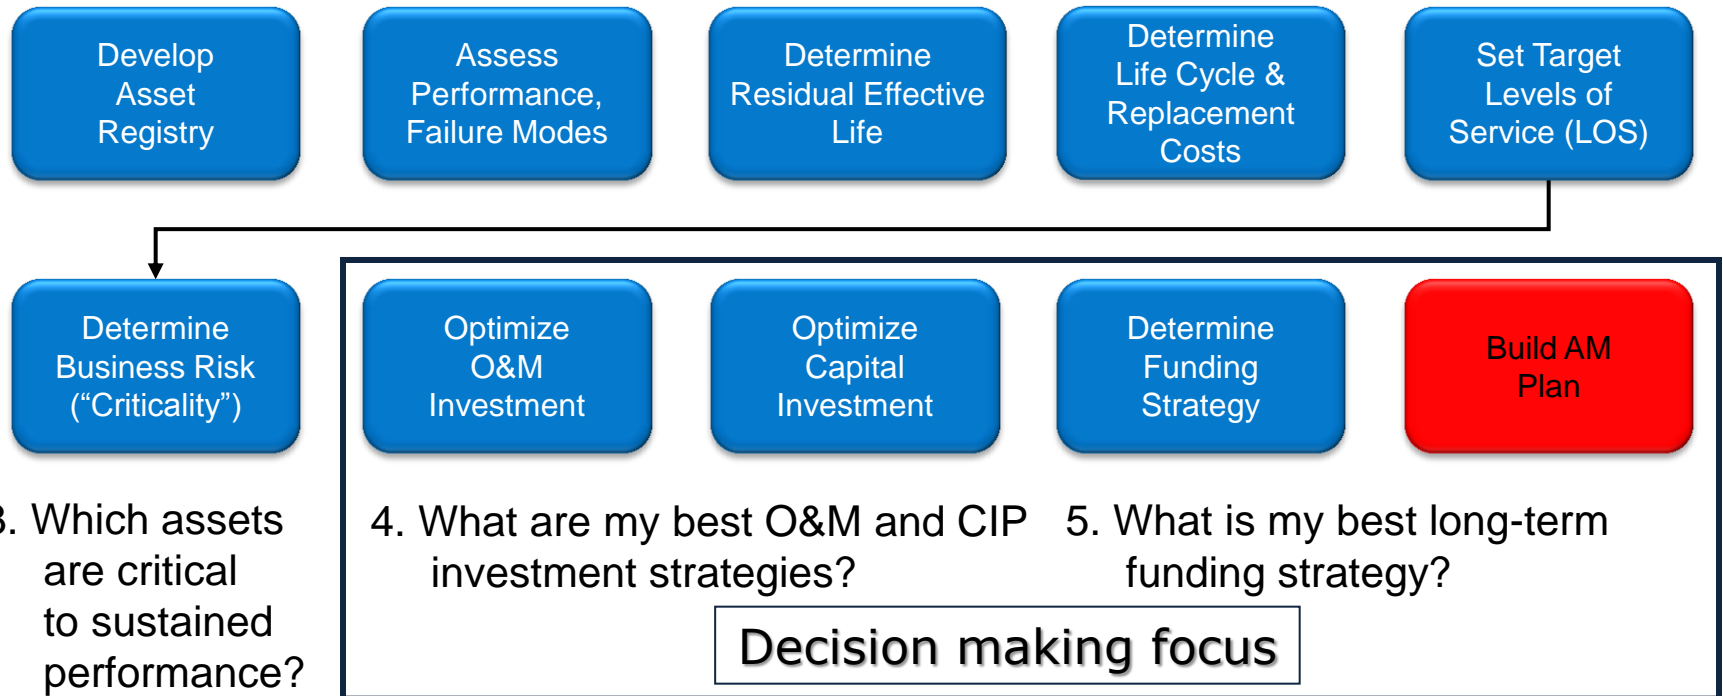 Develop
Asset
Registry
Assess
Performance,
Failure Modes
Determine
Residual Effective
Life
Determine
Life Cycle &
Replacement
Costs
Set Target
Levels of
Service (LOS)
Determine
Business Risk
(“Criticality”)
Optimize
O&M
Investment
Optimize
Capital
Investment
Determine
Funding
Strategy
Build AM
Plan
3. Which assets
are critical
to sustained
performance?
4. What are my best O&M and CIP
investment strategies?
5. What is my best long-term
funding strategy?
Decision making focus